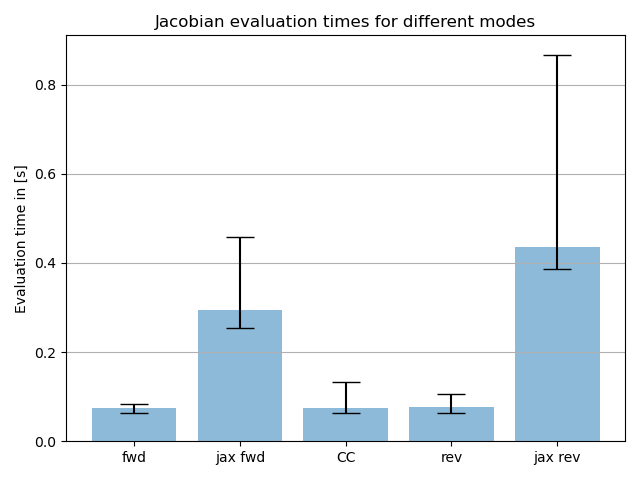 Jacobian evaluation times for different modes
Evaluation time in [s]
0.8
0.6
0.4
0.2
0.0
fwd
jax fwd
CC
rev
jax rev